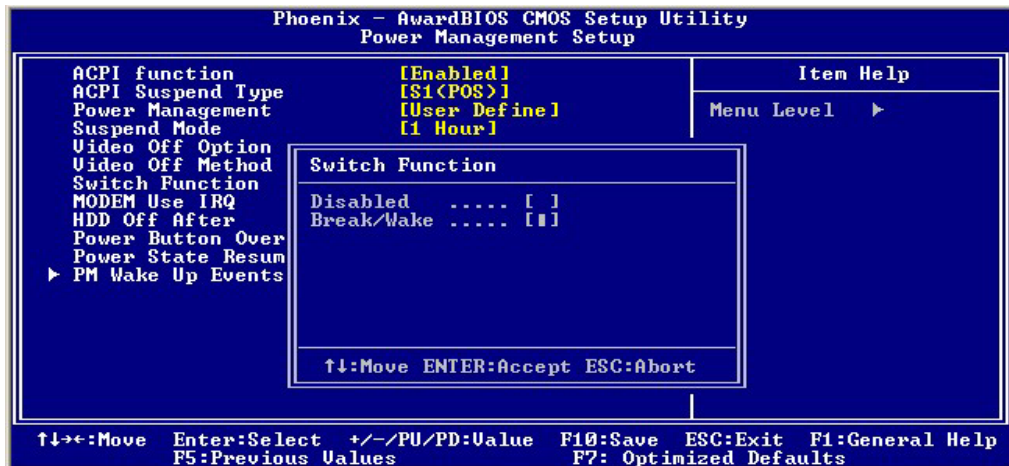 Phoenix - AwardBIOS CMOS Setup Utility
Power Management Setup
ACPI function [Enabled]
ACPI Suspend Type [S1(POS)]
Power Management [User Define]
Suspend Mode [1 Hour]
Video Off Option
Video Off Method
Switch Function
MODEM Use IRQ
HDD Off After
Power Button Over
Power State Resum
► PM Wake Up Events
Switch Function
Disabled ..... [ ]
Break/Wake ..... [▮]
↑↓:Move ENTER:Accept ESC:Abort
Item Help
Menu Level ►
↑↓→←:Move Enter:Select +/-/PU/PD:Value F10:Save ESC:Exit F1:General Help
F5:Previous Values F7: Optimized Defaults